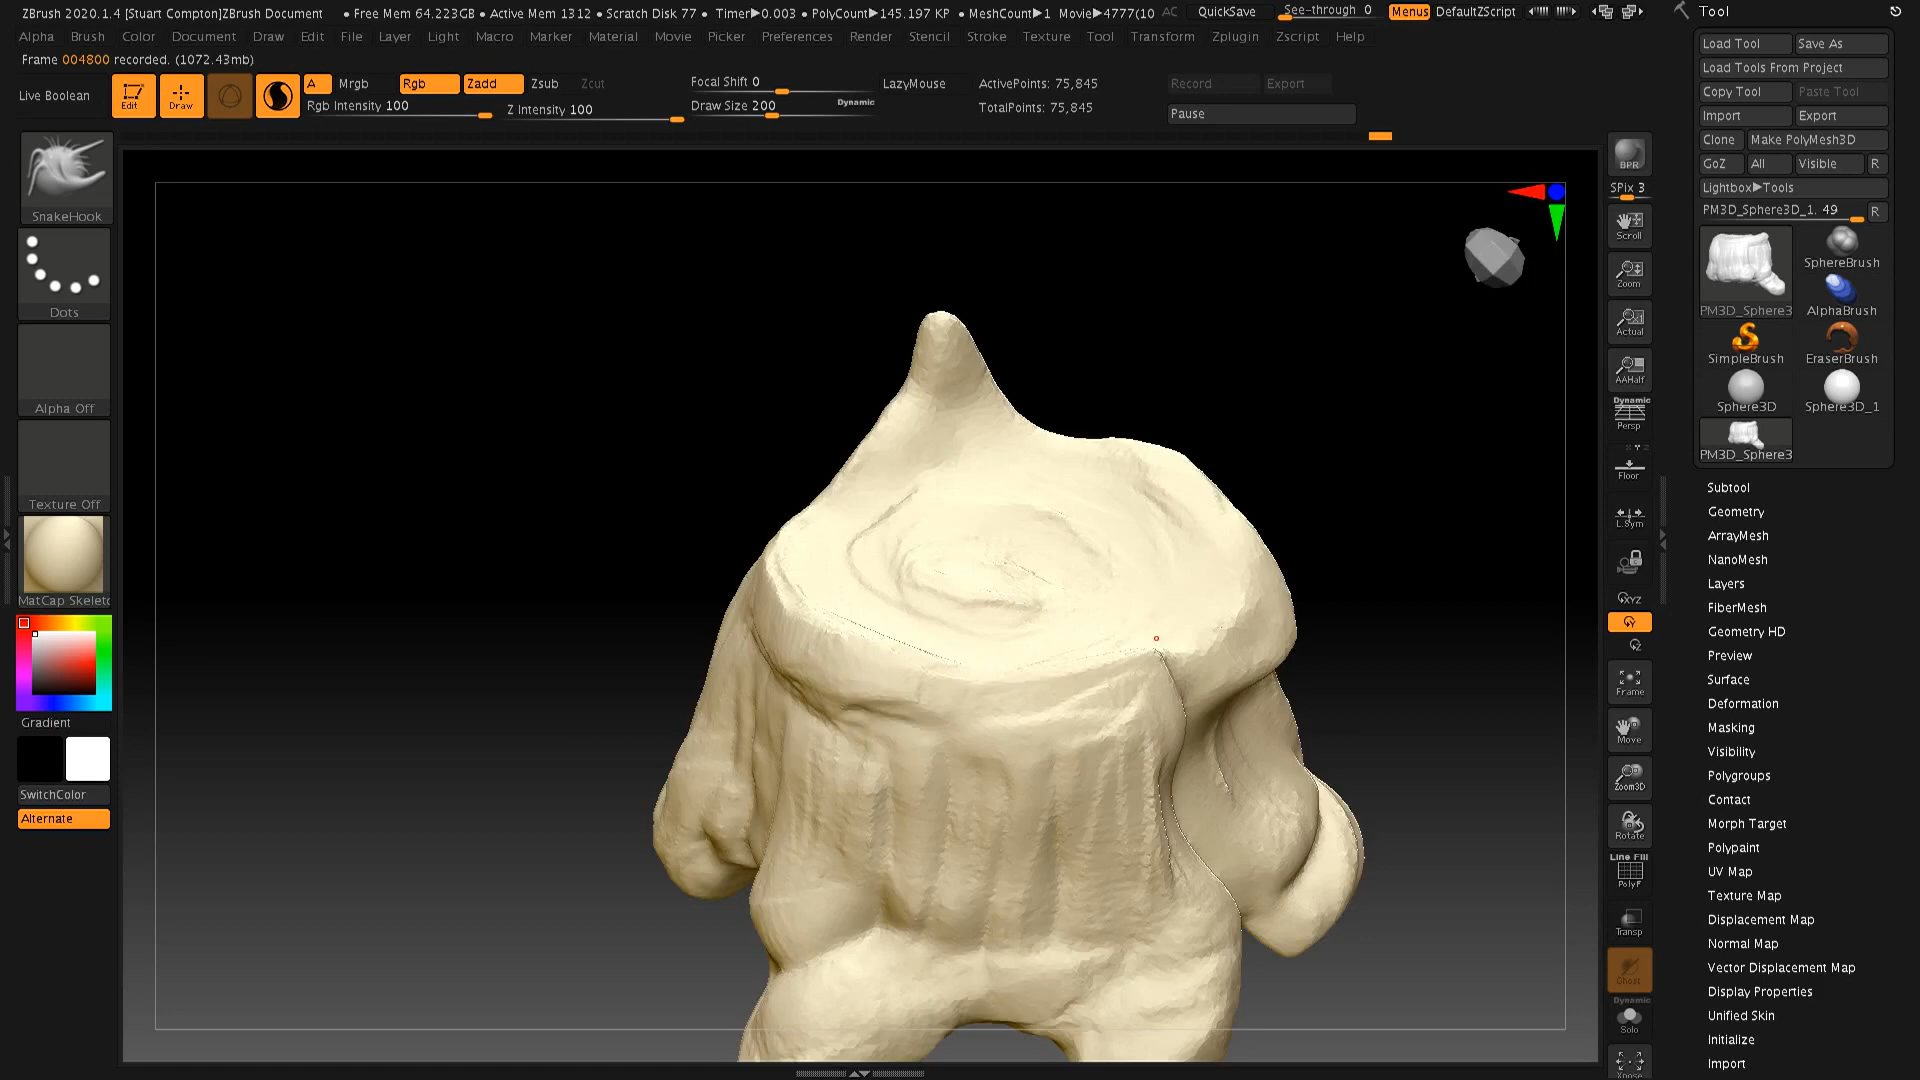 ZBrush 2020.1.4 [Stuart Compton]ZBrush Document • Free Mem 64.223GB • Active Mem 1312 • Scratch Disk 77 • Timer▶0.003 • PolyCount▶145.197 KP • MeshCount▶1 Movie▶4777(10 AC QuickSave See-through 0 Menus DefaultZScript
Alpha Brush Color Document Draw Edit File Layer Light Macro Marker Material Movie Picker Preferences Render Stencil Stroke Texture Tool Transform Zplugin Zscript Help
Frame 004800 recorded. (1072.43mb)
Live Boolean
Edit
Draw
A Mrgb Rgb Zadd Zsub Zcut
Rgb Intensity 100 Z Intensity 100
Focal Shift 0
Draw Size 200 Dynamic
LazyMouse
ActivePoints: 75,845
TotalPoints: 75,845
Record Export
Pause
SnakeHook
Dots
Alpha Off
Texture Off
MatCap Skeletc
Gradient
SwitchColor
Alternate
BPR
SPix 3
Scroll
Zoom
Actual
AAHalf
Dynamic
Persp
Floor
L.Sym
XYZ
Y
Z
Frame
Move
Zoom3D
Rotate
Line Fill
PolyF
Transp
Ghost
Dynamic
Solo
Xpose
Tool
Load Tool Save As
Load Tools From Project
Copy Tool Paste Tool
Import Export
Clone Make PolyMesh3D
GoZ All Visible R
Lightbox▶Tools
PM3D_Sphere3D_1. 49 R
PM3D_Sphere3
SphereBrush
AlphaBrush
SimpleBrush EraserBrush
Sphere3D Sphere3D_1
PM3D_Sphere3
Subtool
Geometry
ArrayMesh
NanoMesh
Layers
FiberMesh
Geometry HD
Preview
Surface
Deformation
Masking
Visibility
Polygroups
Contact
Morph Target
Polypaint
UV Map
Texture Map
Displacement Map
Normal Map
Vector Displacement Map
Display Properties
Unified Skin
Initialize
Import